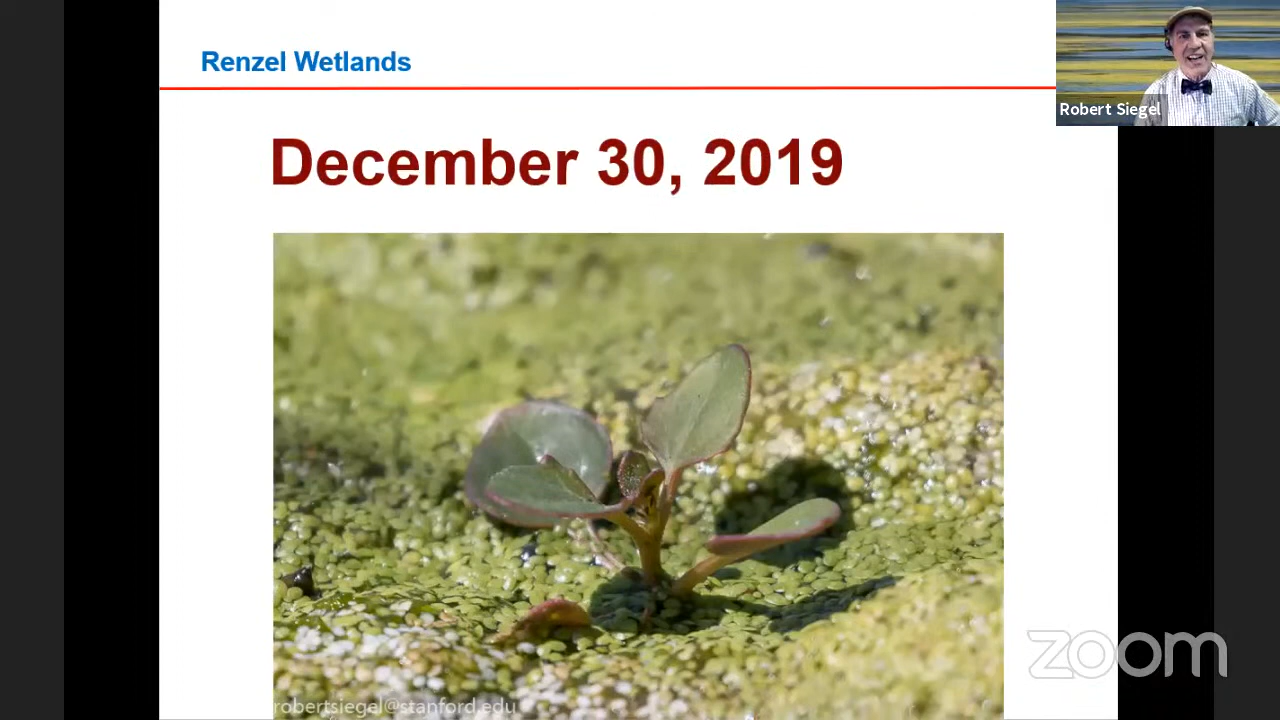 Renzel Wetlands
Robert Siegel
December 30, 2019
robertsiegel@stanford.edu
zoom